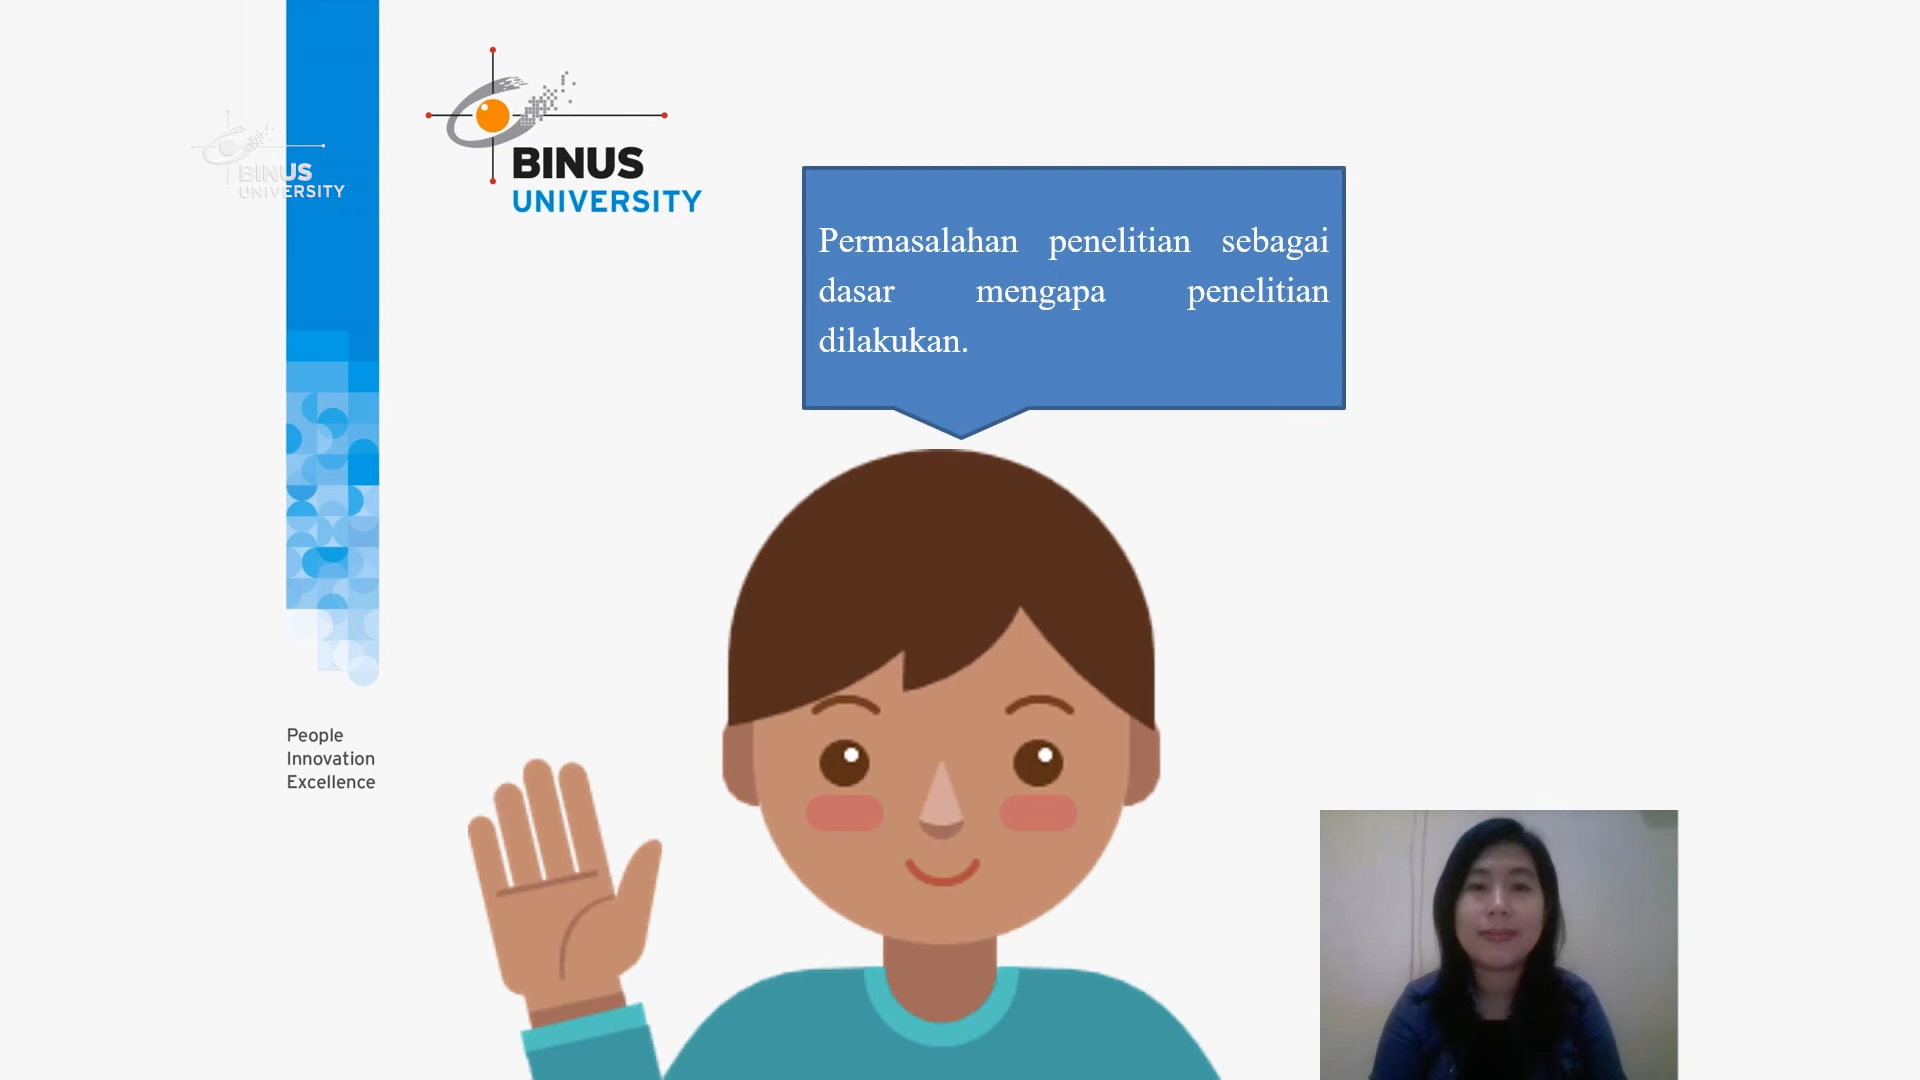 BINUS
UNIVERSITY
BINUS
UNIVERSITY
Permasalahan penelitian sebagai
dasar mengapa penelitian
dilakukan.
People
Innovation
Excellence